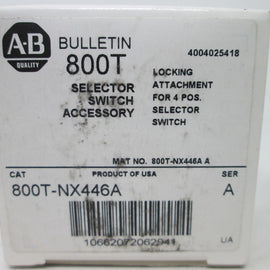 A-B
QUALITY
BULLETIN
800T
SELECTOR
SWITCH
ACCESSORY
4004025418
LOCKING
ATTACHMENT
FOR 4 POS.
SELECTOR
SWITCH
MAT NO. 800T-NX446A A
CAT
PRODUCT OF USA
SER
800T-NX446A
A
10662072062941
UA